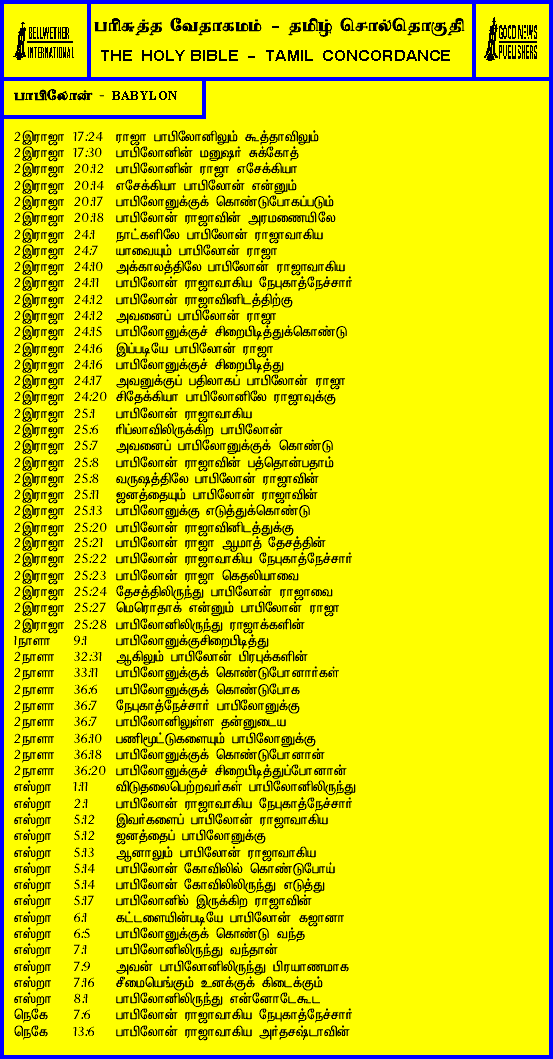 BELLWETHER
INTERNATIONAL
பரிசுத்த வேதாகமம் - தமிழ் சொல்தொகுதி
THE HOLY BIBLE - TAMIL CONCORDANCE
GOOD NEWS
PUBLISHERS
பாபிலோன் - BABYLON
2இராஜா 17:24 ராஜா பாபிலோனிலும் கூத்தாவிலும்
2இராஜா 17:30 பாபிலோனின் மனுஷர் சுக்கோத்
2இராஜா 20:12 பாபிலோனின் ராஜா எசேக்கியா
2இராஜா 20:14 எசேக்கியா பாபிலோன் என்னும்
2இராஜா 20:17 பாபிலோனுக்குக் கொண்டுபோகப்படும்
2இராஜா 20:18 பாபிலோன் ராஜாவின் அரமணையிலே
2இராஜா 24:1 நாட்களிலே பாபிலோன் ராஜாவாகிய
2இராஜா 24:7 யாவையும் பாபிலோன் ராஜா
2இராஜா 24:10 அக்காலத்திலே பாபிலோன் ராஜாவாகிய
2இராஜா 24:11 பாபிலோன் ராஜாவாகிய நேபுகாத்நேச்சார்
2இராஜா 24:12 பாபிலோன் ராஜாவினிடத்திற்கு
2இராஜா 24:12 அவனைப் பாபிலோன் ராஜா
2இராஜா 24:15 பாபிலோனுக்குச் சிறைபிடித்துக்கொண்டு
2இராஜா 24:16 இப்படியே பாபிலோன் ராஜா
2இராஜா 24:16 பாபிலோனுக்குச் சிறைபிடித்து
2இராஜா 24:17 அவனுக்குப் பதிலாகப் பாபிலோன் ராஜா
2இராஜா 24:20 சிதேக்கியா பாபிலோனிலே ராஜாவுக்கு
2இராஜா 25:1 பாபிலோன் ராஜாவாகிய
2இராஜா 25:6 ரிப்லாவிலிருக்கிற பாபிலோன்
2இராஜா 25:7 அவனைப் பாபிலோனுக்குக் கொண்டு
2இராஜா 25:8 பாபிலோன் ராஜாவின் பத்தொன்பதாம்
2இராஜா 25:8 வருஷத்திலே பாபிலோன் ராஜாவின்
2இராஜா 25:11 ஜனத்தையும் பாபிலோன் ராஜாவின்
2இராஜா 25:13 பாபிலோனுக்கு எடுத்துக்கொண்டு
2இராஜா 25:20 பாபிலோன் ராஜாவினிடத்துக்கு
2இராஜா 25:21 பாபிலோன் ராஜா ஆமாத் தேசத்தின்
2இராஜா 25:22 பாபிலோன் ராஜாவாகிய நேபுகாத்நேச்சார்
2இராஜா 25:23 பாபிலோன் ராஜா கெதலியாவை
2இராஜா 25:24 தேசத்திலிருந்து பாபிலோன் ராஜாவை
2இராஜா 25:27 மெரொதாக் என்னும் பாபிலோன் ராஜா
2இராஜா 25:28 பாபிலோனிலிருந்து ராஜாக்களின்
1நாளா 9:1 பாபிலோனுக்குசிறைபிடித்து
2நாளா 32:31 ஆகிலும் பாபிலோன் பிரபுக்களின்
2நாளா 33:11 பாபிலோனுக்குக் கொண்டுபோனார்கள்
2நாளா 36:6 பாபிலோனுக்குக் கொண்டுபோக
2நாளா 36:7 நேபுகாத்நேச்சார் பாபிலோனுக்கு
2நாளா 36:7 பாபிலோனிலுள்ள தன்னுடைய
2நாளா 36:10 பணிமூட்டுகளையும் பாபிலோனுக்கு
2நாளா 36:18 பாபிலோனுக்குக் கொண்டுபோனான்
2நாளா 36:20 பாபிலோனுக்குச் சிறைபிடித்துப்போனான்
எஸ்றா 1:11 விடுதலைபெற்றவர்கள் பாபிலோனிலிருந்து
எஸ்றா 2:1 பாபிலோன் ராஜாவாகிய நேபுகாத்நேச்சார்
எஸ்றா 5:12 இவர்களைப் பாபிலோன் ராஜாவாகிய
எஸ்றா 5:12 ஜனத்தைப் பாபிலோனுக்கு
எஸ்றா 5:13 ஆனாலும் பாபிலோன் ராஜாவாகிய
எஸ்றா 5:14 பாபிலோன் கோவிலில் கொண்டுபோய்
எஸ்றா 5:14 பாபிலோன் கோவிலிலிருந்து எடுத்து
எஸ்றா 5:17 பாபிலோனில் இருக்கிற ராஜாவின்
எஸ்றா 6:1 கட்டளையின்படியே பாபிலோன் கஜானா
எஸ்றா 6:5 பாபிலோனுக்குக் கொண்டு வந்த
எஸ்றா 7:1 பாபிலோனிலிருந்து வந்தான்
எஸ்றா 7:9 அவன் பாபிலோனிலிருந்து பிரயாணமாக
எஸ்றா 7:16 சீமையெங்கும் உனக்குக் கிடைக்கும்
எஸ்றா 8:1 பாபிலோனிலிருந்து என்னோடேகூட
நெகே 7:6 பாபிலோன் ராஜாவாகிய நேபுகாத்நேச்சார்
நெகே 13:6 பாபிலோன் ராஜாவாகிய அர்தசஷ்டாவின்